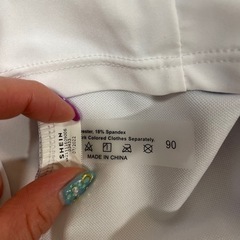 SHEIN
ester, 18% Spandex
Colored Clothes Separately.
90
MADE IN CHINA